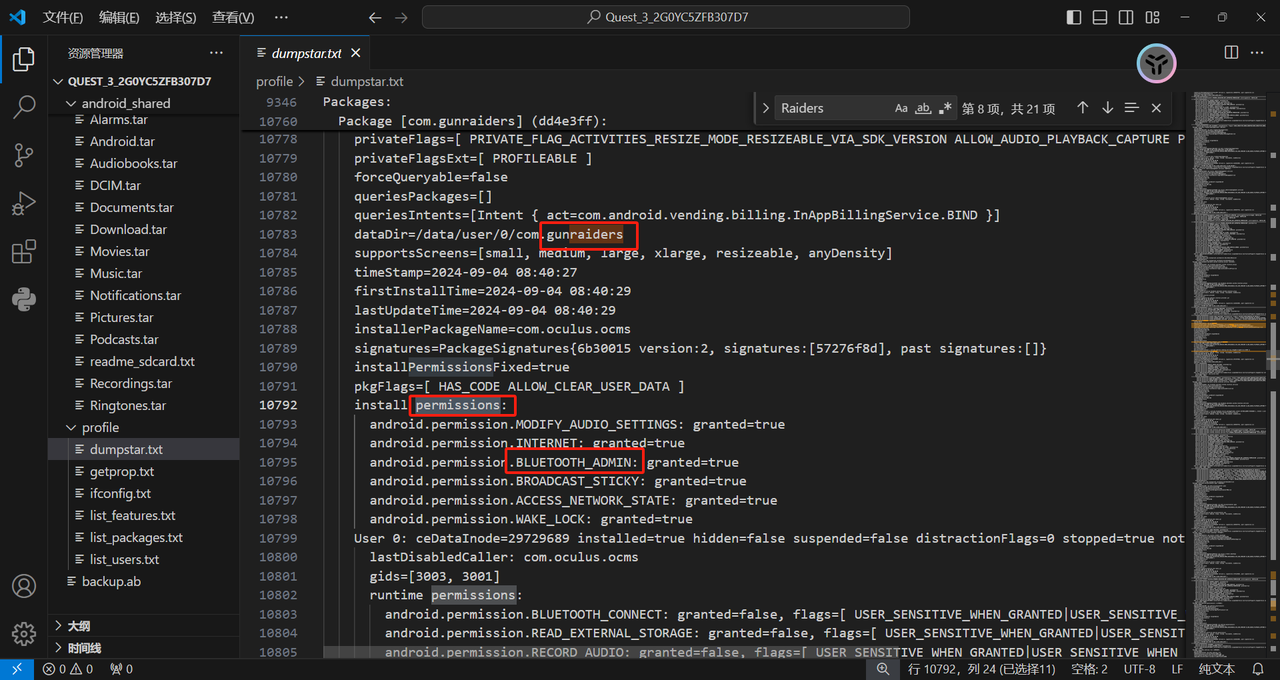 文件(F) 编辑(E) 选择(S) 查看(V) ··· Quest_3_2G0YC5ZFB307D7
资源管理器 ···
QUEST_3_2G0YC5ZFB307D7
android_shared
Alarms.tar
Android.tar
Audiobooks.tar
DCIM.tar
Documents.tar
Download.tar
Movies.tar
Music.tar
Notifications.tar
Pictures.tar
Podcasts.tar
readme_sdcard.txt
Recordings.tar
Ringtones.tar
profile
dumpstar.txt
getprop.txt
ifconfig.txt
list_features.txt
list_packages.txt
list_users.txt
backup.ab
大纲
时间线
dumpstar.txt
profile > dumpstar.txt
Raiders Aa ab .* 第 8 项，共 21 项
9346 Packages:
10760 Package [com.gunraiders] (dd4e3ff):
10778 privateFlags=[ PRIVATE_FLAG_ACTIVITIES_RESIZE_MODE_RESIZEABLE_VIA_SDK_VERSION ALLOW_AUDIO_PLAYBACK_CAPTURE P
10779 privateFlagsExt=[ PROFILEABLE ]
10780 forceQueryable=false
10781 queriesPackages=[]
10782 queriesIntents=[Intent { act=com.android.vending.billing.InAppBillingService.BIND }]
10783 dataDir=/data/user/0/com.gunraiders
10784 supportsScreens=[small, medium, large, xlarge, resizeable, anyDensity]
10785 timeStamp=2024-09-04 08:40:27
10786 firstInstallTime=2024-09-04 08:40:29
10787 lastUpdateTime=2024-09-04 08:40:29
10788 installerPackageName=com.oculus.ocms
10789 signatures=PackageSignatures{6b30015 version:2, signatures:[57276f8d], past signatures:[]}
10790 installPermissionsFixed=true
10791 pkgFlags=[ HAS_CODE ALLOW_CLEAR_USER_DATA ]
10792 install permissions:
10793 android.permission.MODIFY_AUDIO_SETTINGS: granted=true
10794 android.permission.INTERNET: granted=true
10795 android.permission.BLUETOOTH_ADMIN: granted=true
10796 android.permission.BROADCAST_STICKY: granted=true
10797 android.permission.ACCESS_NETWORK_STATE: granted=true
10798 android.permission.WAKE_LOCK: granted=true
10799 User 0: ceDataInode=29729689 installed=true hidden=false suspended=false distractionFlags=0 stopped=true not
10800 lastDisabledCaller: com.oculus.ocms
10801 gids=[3003, 3001]
10802 runtime permissions:
10803 android.permission.BLUETOOTH_CONNECT: granted=false, flags=[ USER_SENSITIVE_WHEN_GRANTED|USER_SENSITIVE_
10804 android.permission.READ_EXTERNAL_STORAGE: granted=false, flags=[ USER_SENSITIVE_WHEN_GRANTED|USER_SENSIT
10805 android.permission.RECORD_AUDIO: granted=false, flags=[ USER_SENSITIVE_WHEN_GRANTED|USER_SENSITIVE_WHEN
0 0 0 行 10792，列 24 (已选择11) 空格: 2 UTF-8 LF 纯文本